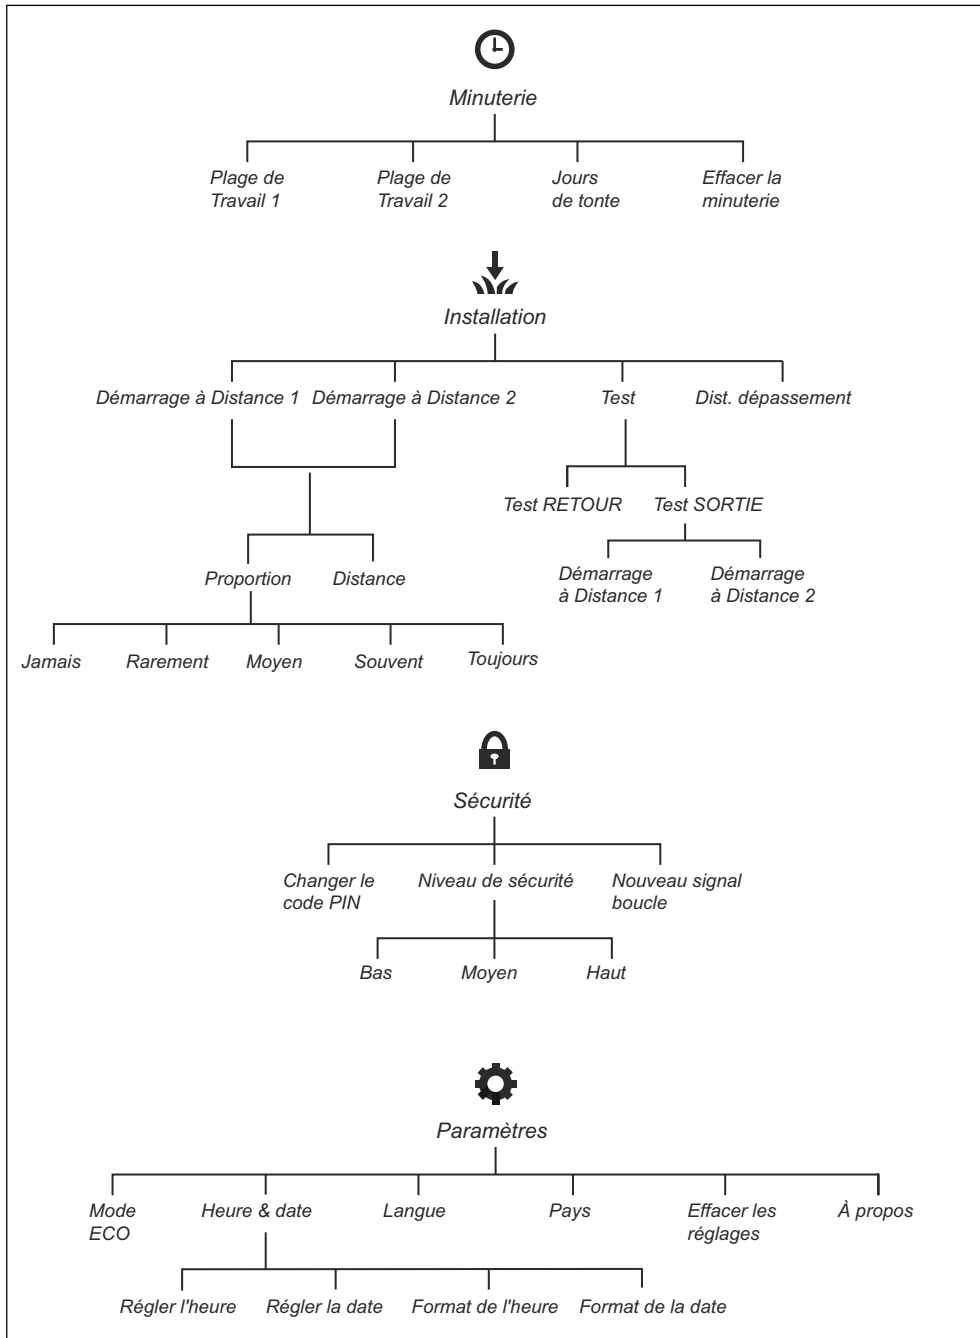 Minuterie
Plage de
Travail 1
Plage de
Travail 2
Jours
de tonte
Effacer la
minuterie
Installation
Démarrage à Distance 1
Démarrage à Distance 2
Test
Dist. dépassement
Test RETOUR
Test SORTIE
Démarrage
à Distance 1
Démarrage
à Distance 2
Proportion
Distance
Jamais
Rarement
Moyen
Souvent
Toujours
Sécurité
Changer le
code PIN
Niveau de sécurité
Nouveau signal
boucle
Bas
Moyen
Haut
Paramètres
Mode
ECO
Heure & date
Langue
Pays
Effacer les
réglages
À propos
Régler l'heure
Régler la date
Format de l'heure
Format de la date